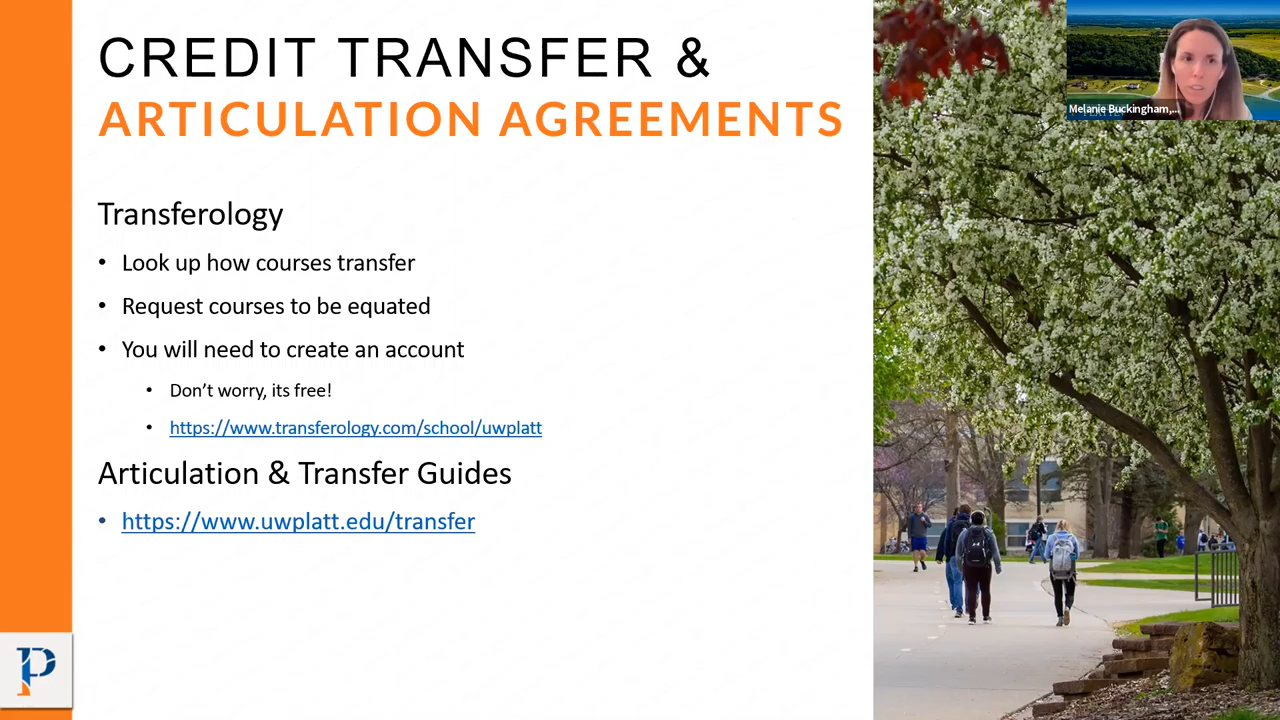 CREDIT TRANSFER &
ARTICULATION AGREEMENTS
Melanie Buckingham,...
Transferology
• Look up how courses transfer
• Request courses to be equated
• You will need to create an account
• Don’t worry, its free!
• https://www.transferology.com/school/uwplatt
Articulation & Transfer Guides
• https://www.uwplatt.edu/transfer
P